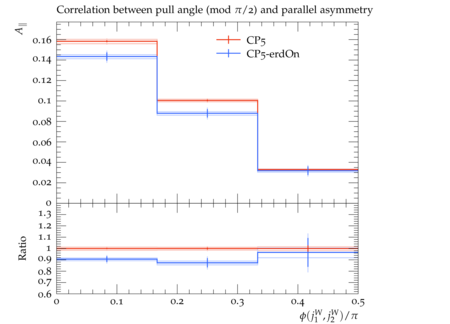 Correlation between pull angle (mod π/2) and parallel asymmetry
A∥
0.16
0.14
0.12
0.1
0.08
0.06
0.04
0.02
0
CP5
CP5-erdOn
Ratio
1.3
1.2
1.1
1
0.9
0.8
0.7
0.6
0 0.1 0.2 0.3 0.4 0.5
ϕ(j₁ᵂ, j₂ᵂ)/π